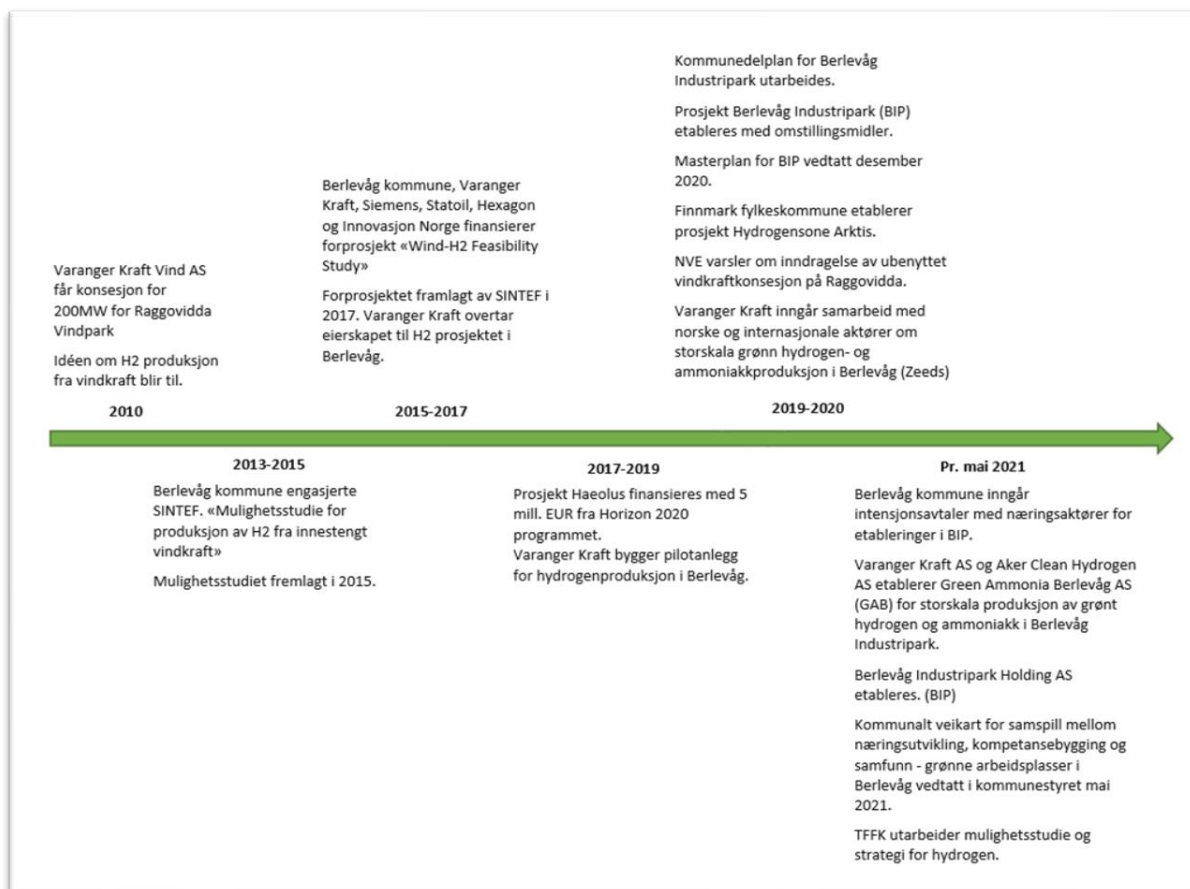 Varanger Kraft Vind AS
får konsesjon for
200MW for Raggovidda
Vindpark
Idéen om H2 produksjon
fra vindkraft blir til.
2010
2013-2015
Berlevåg kommune engasjerte
SINTEF. «Mulighetsstudie for
produksjon av H2 fra innestengt
vindkraft»
Mulighetsstudiet fremlagt i 2015.
Berlevåg kommune, Varanger
Kraft, Siemens, Statoil, Hexagon
og Innovasjon Norge finansierer
forprosjekt «Wind-H2 Feasibility
Study»
Forprosjektet framlagt av SINTEF i
2017. Varanger Kraft overtar
eierskapet til H2 prosjektet i
Berlevåg.
2015-2017
2017-2019
Prosjekt Haeolus finansieres med 5
mill. EUR fra Horizon 2020
programmet.
Varanger Kraft bygger pilotanlegg
for hydrogenproduksjon i Berlevåg.
Kommunedelplan for Berlevåg
Industripark utarbeides.
Prosjekt Berlevåg Industripark (BIP)
etableres med omstillingsmidler.
Masterplan for BIP vedtatt desember
2020.
Finnmark fylkeskommune etablerer
prosjekt Hydrogensone Arktis.
NVE varsler om inndragelse av ubenyttet
vindkraftkonsesjon på Raggovidda.
Varanger Kraft inngår samarbeid med
norske og internasjonale aktører om
storskala grønn hydrogen- og
ammoniakkproduksjon i Berlevåg (Zeeds)
2019-2020
Pr. mai 2021
Berlevåg kommune inngår
intensjonsavtaler med næringsaktører for
etableringer i BIP.
Varanger Kraft AS og Aker Clean Hydrogen
AS etablerer Green Ammonia Berlevåg AS
(GAB) for storskala produksjon av grønt
hydrogen og ammoniakk i Berlevåg
Industripark.
Berlevåg Industripark Holding AS
etableres. (BIP)
Kommunalt veikart for samspill mellom
næringsutvikling, kompetansebygging og
samfunn - grønne arbeidsplasser i
Berlevåg vedtatt i kommunestyret mai
2021.
TFFK utarbeider mulighetsstudie og
strategi for hydrogen.